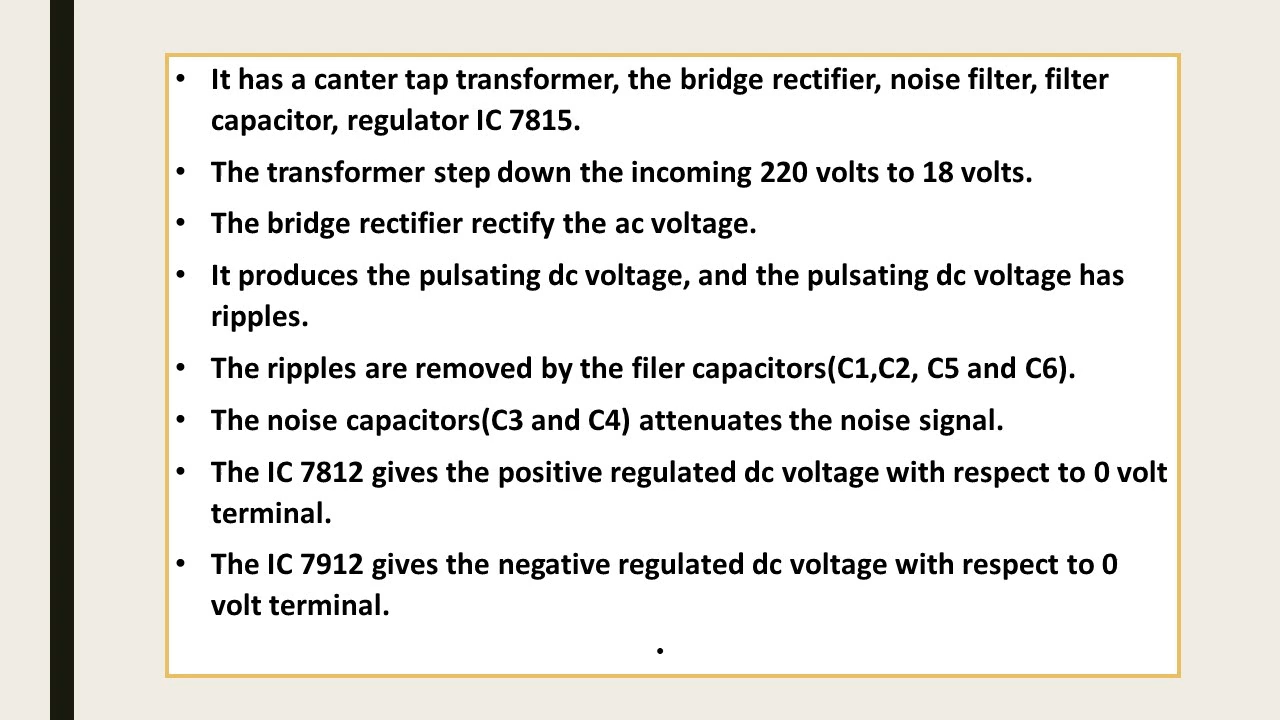 • It has a canter tap transformer, the bridge rectifier, noise filter, filter
capacitor, regulator IC 7815.
• The transformer step down the incoming 220 volts to 18 volts.
• The bridge rectifier rectify the ac voltage.
• It produces the pulsating dc voltage, and the pulsating dc voltage has
ripples.
• The ripples are removed by the filer capacitors(C1,C2, C5 and C6).
• The noise capacitors(C3 and C4) attenuates the noise signal.
• The IC 7812 gives the positive regulated dc voltage with respect to 0 volt
terminal.
• The IC 7912 gives the negative regulated dc voltage with respect to 0
volt terminal.
.